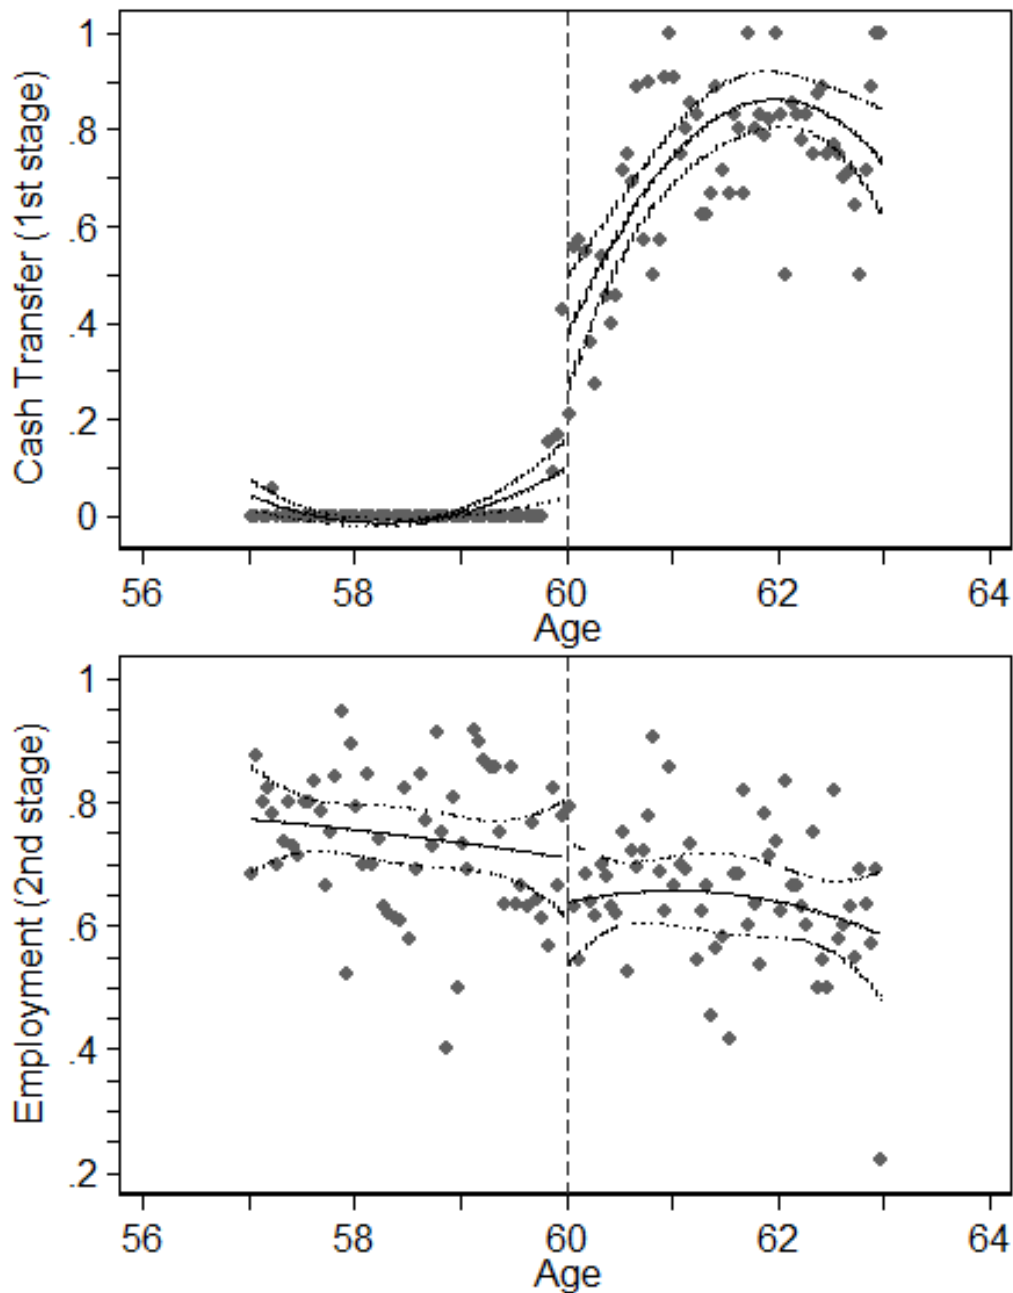 Cash Transfer (1st stage)
1
.8
.6
.4
.2
0
56 58 60 62 64
Age
Employment (2nd stage)
1
.8
.6
.4
.2
56 58 60 62 64
Age